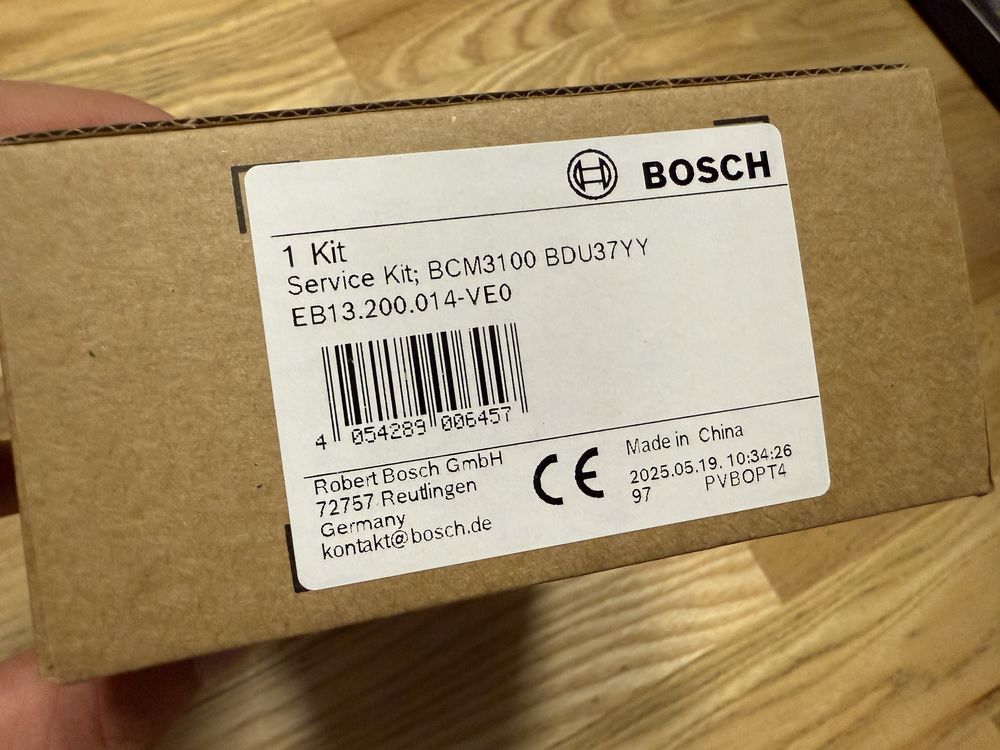 BOSCH
1 Kit
Service Kit; BCM3100 BDU37YY
EB13.200.014-VE0
4 054289 006457
Robert Bosch GmbH
72757 Reutlingen
Germany
kontakt@bosch.de
CE
Made in China
2025.05.19. 10:34:26
97 PVBOPT4